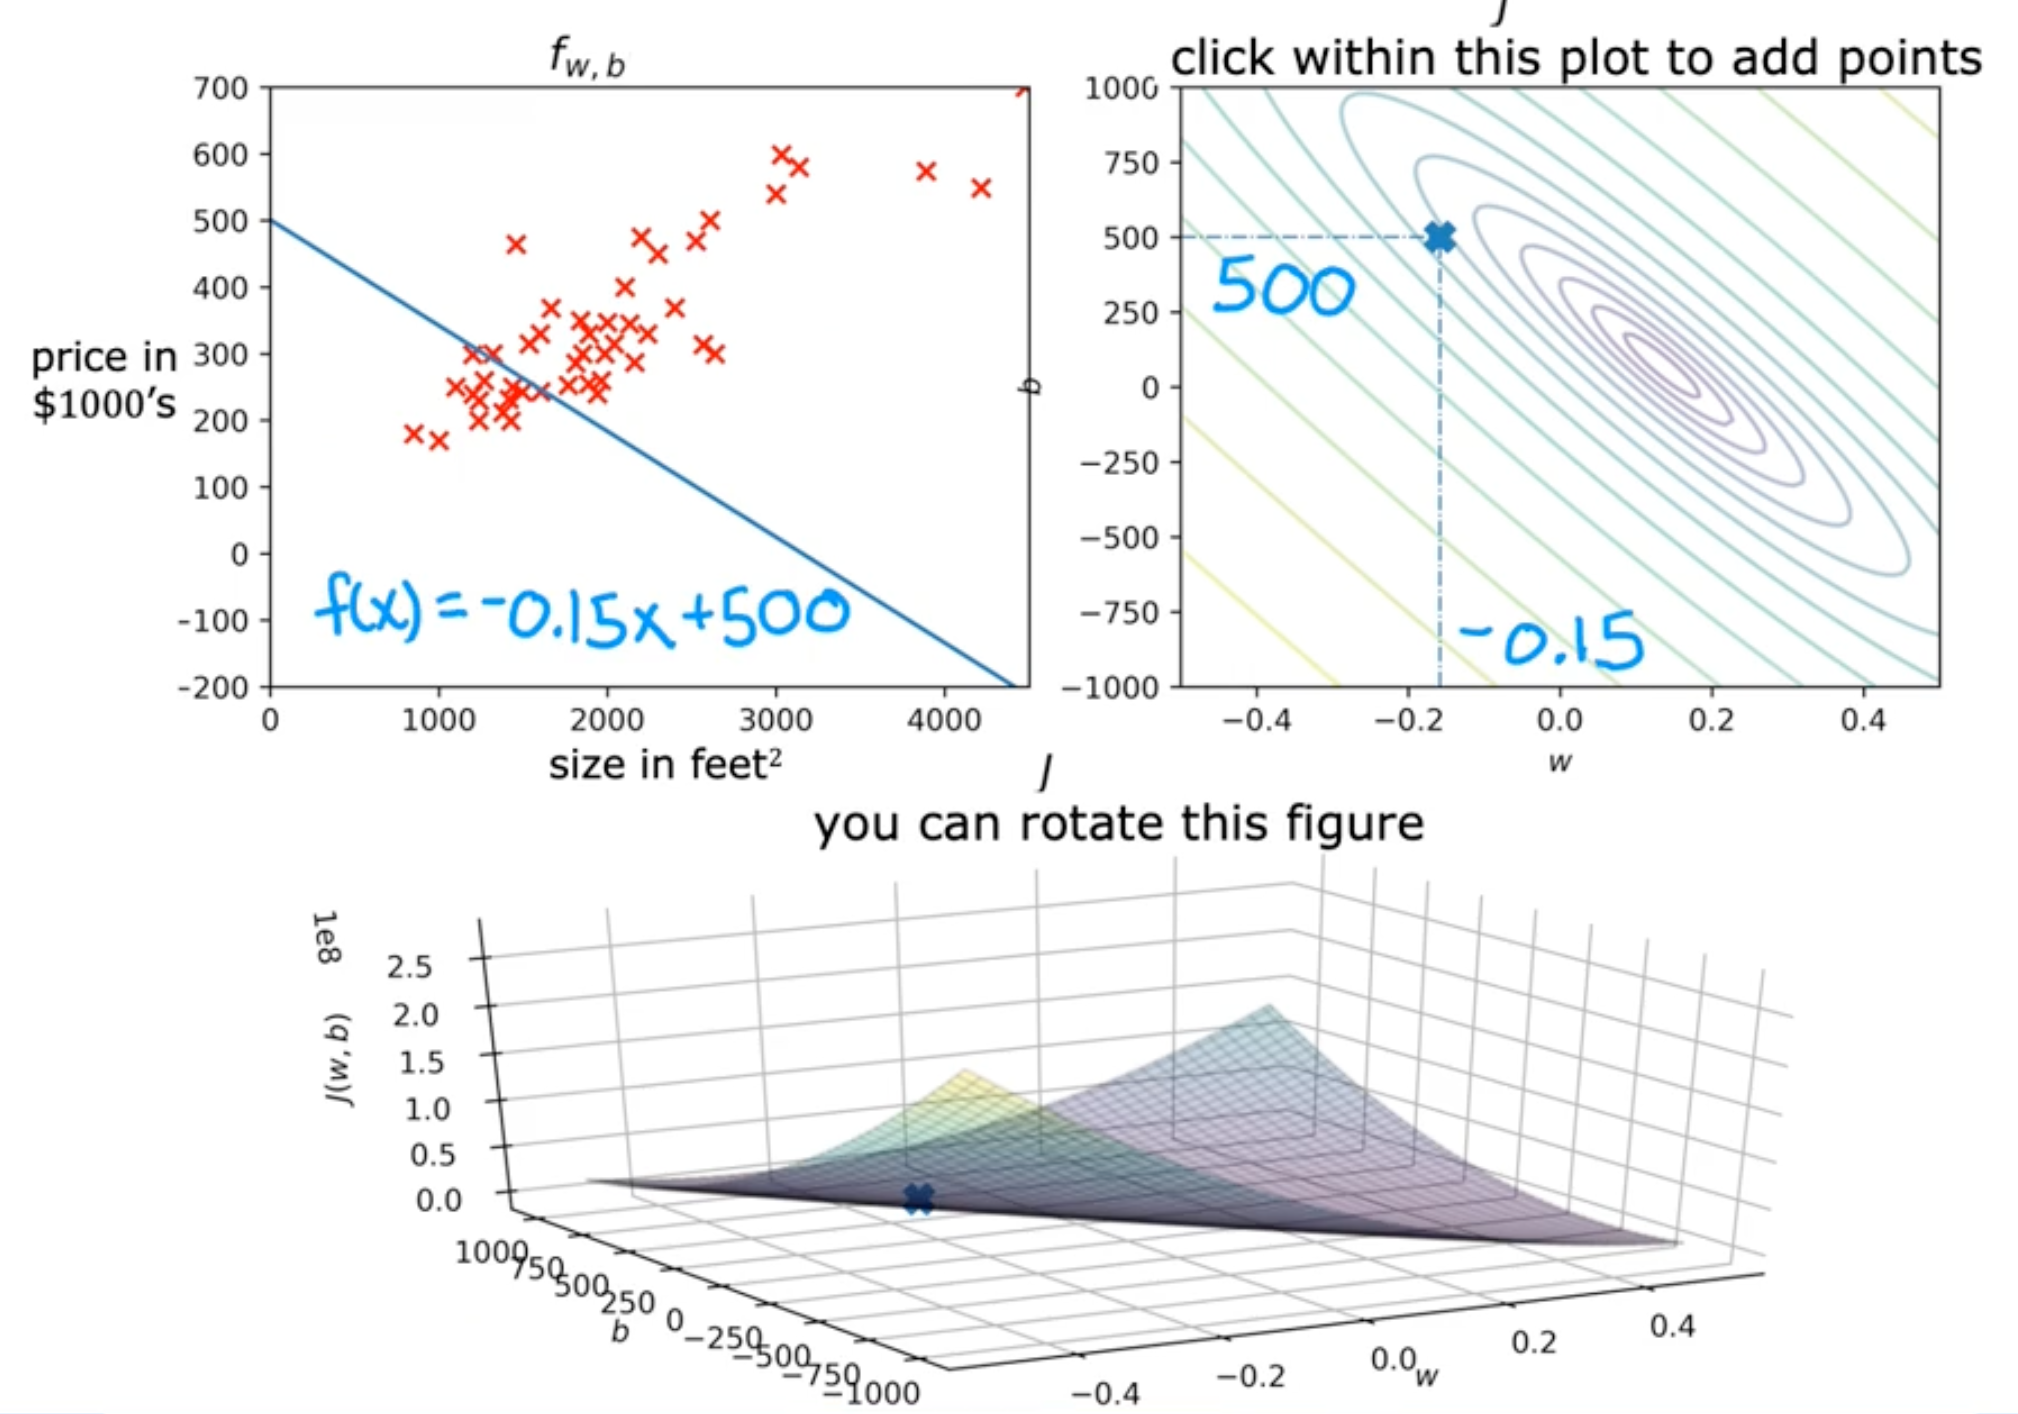 f_{w, b}
700
600
500
400
300
200
100
0
-100
-200
price in
$1000's
f(x) = -0.15x + 500
0 1000 2000 3000 4000
size in feet²
J
click within this plot to add points
1000
750
500
250
0
−250
−500
−750
−1000
b
500
-0.15
−0.4 −0.2 0.0 0.2 0.4
w
J
you can rotate this figure
1e8
J(w, b)
2.5
2.0
1.5
1.0
0.5
0.0
1000
750
500
250
0
−250
−500
−750
−1000
b
−0.4 −0.2 0.0 0.2 0.4
w